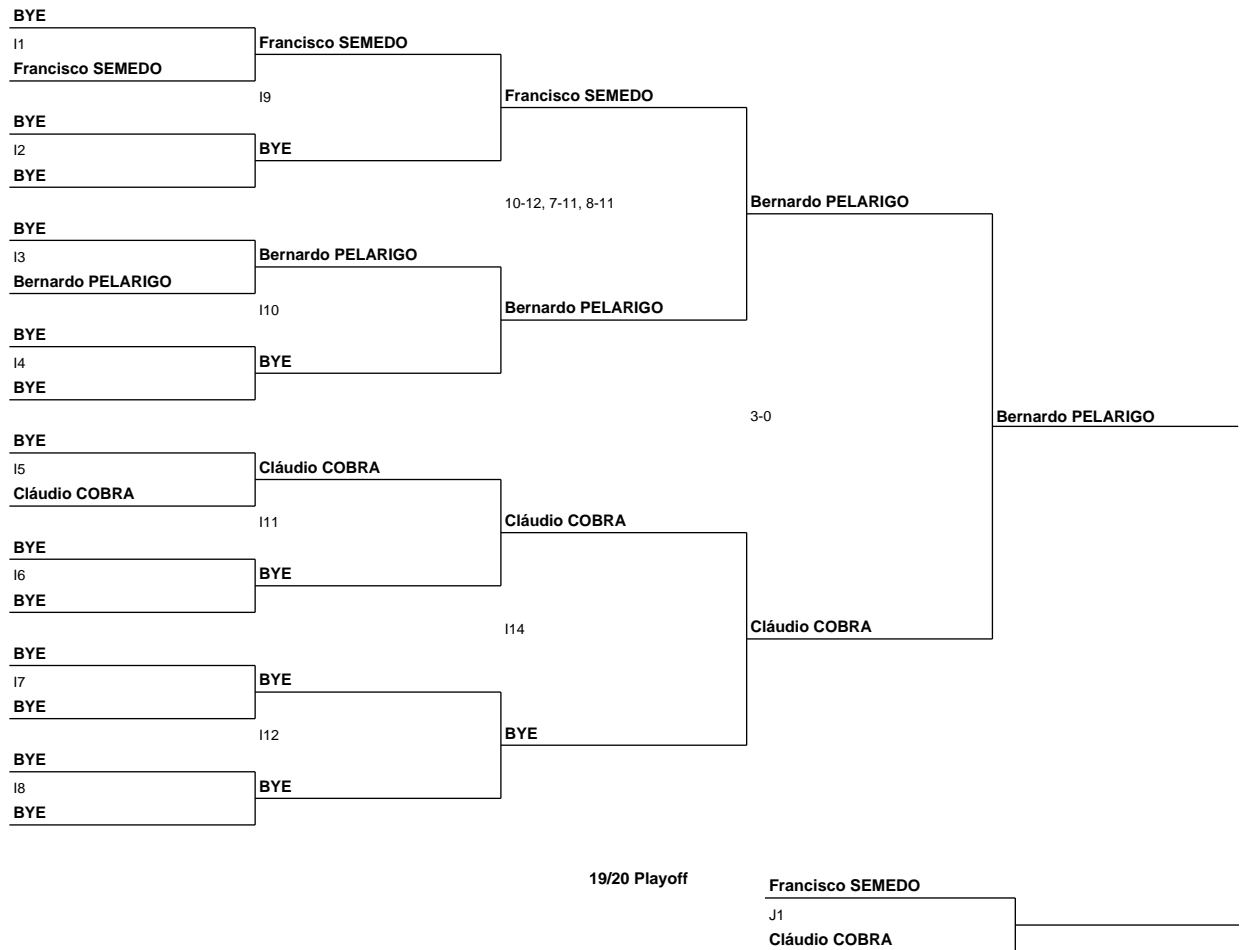 BYE
I1
Francisco SEMEDO
BYE
I2
BYE
BYE
I3
Bernardo PELARIGO
BYE
I4
BYE
BYE
I5
Cláudio COBRA
BYE
I6
BYE
BYE
I7
BYE
BYE
I8
BYE
Francisco SEMEDO
I9
BYE
Bernardo PELARIGO
I10
BYE
Cláudio COBRA
I11
BYE
BYE
I12
BYE
Francisco SEMEDO
10-12, 7-11, 8-11
Bernardo PELARIGO
Cláudio COBRA
I14
BYE
Bernardo PELARIGO
3-0
Cláudio COBRA
Bernardo PELARIGO
19/20 Playoff
Francisco SEMEDO
J1
Cláudio COBRA